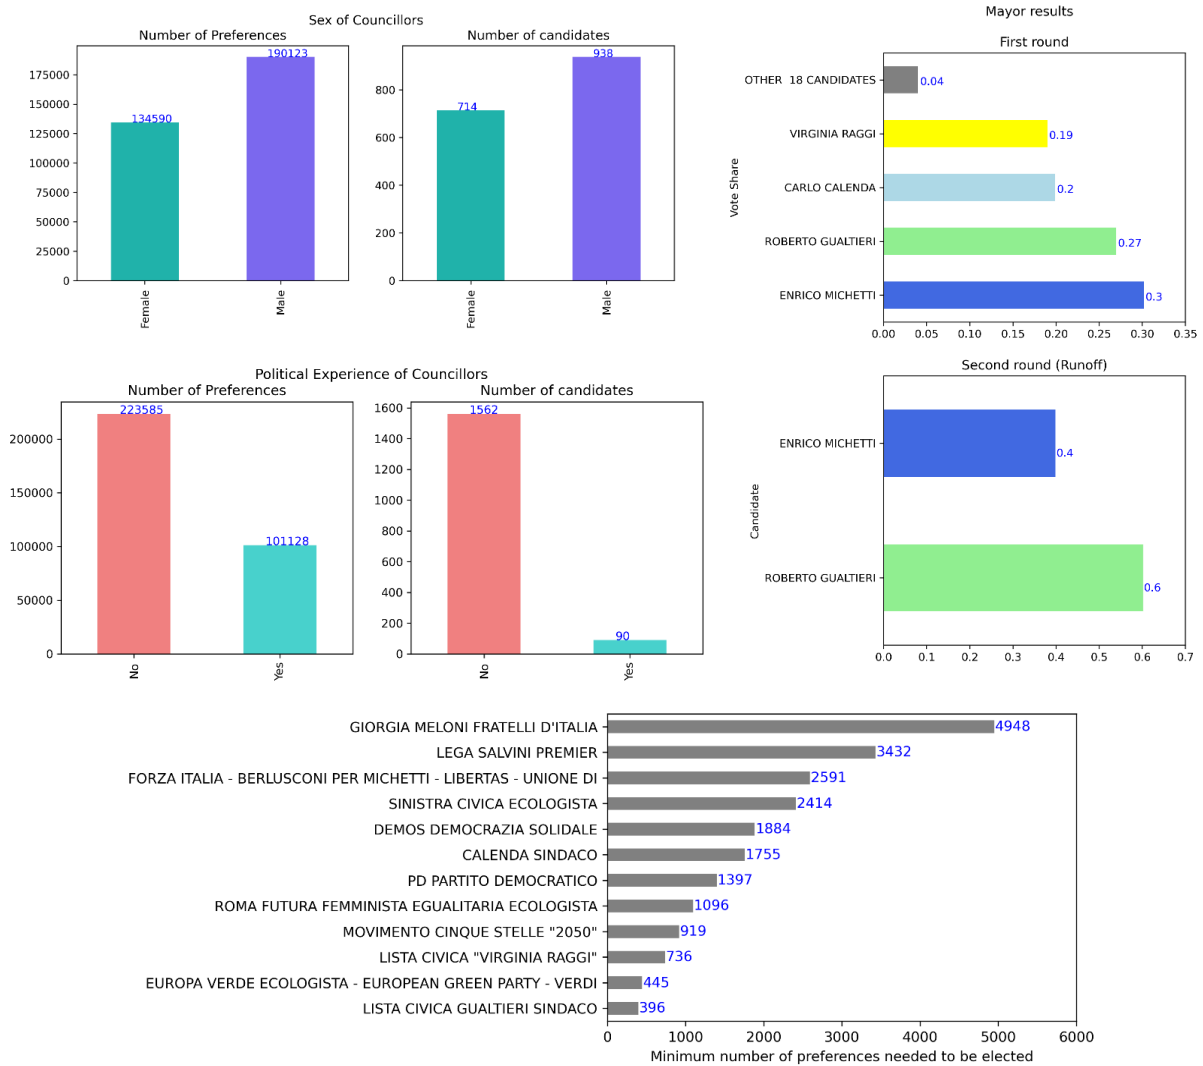 Sex of Councillors
Number of Preferences
190123
134590
175000
150000
125000
100000
75000
50000
25000
0
Female
Male
Number of candidates
938
714
800
600
400
200
0
Female
Male
Mayor results
First round
Vote Share
OTHER  18 CANDIDATES
0.04
VIRGINIA RAGGI
0.19
CARLO CALENDA
0.2
ROBERTO GUALTIERI
0.27
ENRICO MICHETTI
0.3
0.00 0.05 0.10 0.15 0.20 0.25 0.30 0.35
Political Experience of Councillors
Number of Preferences
223585
101128
200000
150000
100000
50000
0
No
Yes
Number of candidates
1562
90
1600
1400
1200
1000
800
600
400
200
0
No
Yes
Second round (Runoff)
Candidate
ENRICO MICHETTI
0.4
ROBERTO GUALTIERI
0.6
0.0 0.1 0.2 0.3 0.4 0.5 0.6 0.7
GIORGIA MELONI FRATELLI D'ITALIA 4948
LEGA SALVINI PREMIER 3432
FORZA ITALIA - BERLUSCONI PER MICHETTI - LIBERTAS - UNIONE DI 2591
SINISTRA CIVICA ECOLOGISTA 2414
DEMOS DEMOCRAZIA SOLIDALE 1884
CALENDA SINDACO 1755
PD PARTITO DEMOCRATICO 1397
ROMA FUTURA FEMMINISTA EGUALITARIA ECOLOGISTA 1096
MOVIMENTO CINQUE STELLE "2050" 919
LISTA CIVICA "VIRGINIA RAGGI" 736
EUROPA VERDE ECOLOGISTA - EUROPEAN GREEN PARTY - VERDI 445
LISTA CIVICA GUALTIERI SINDACO 396
0 1000 2000 3000 4000 5000 6000
Minimum number of preferences needed to be elected